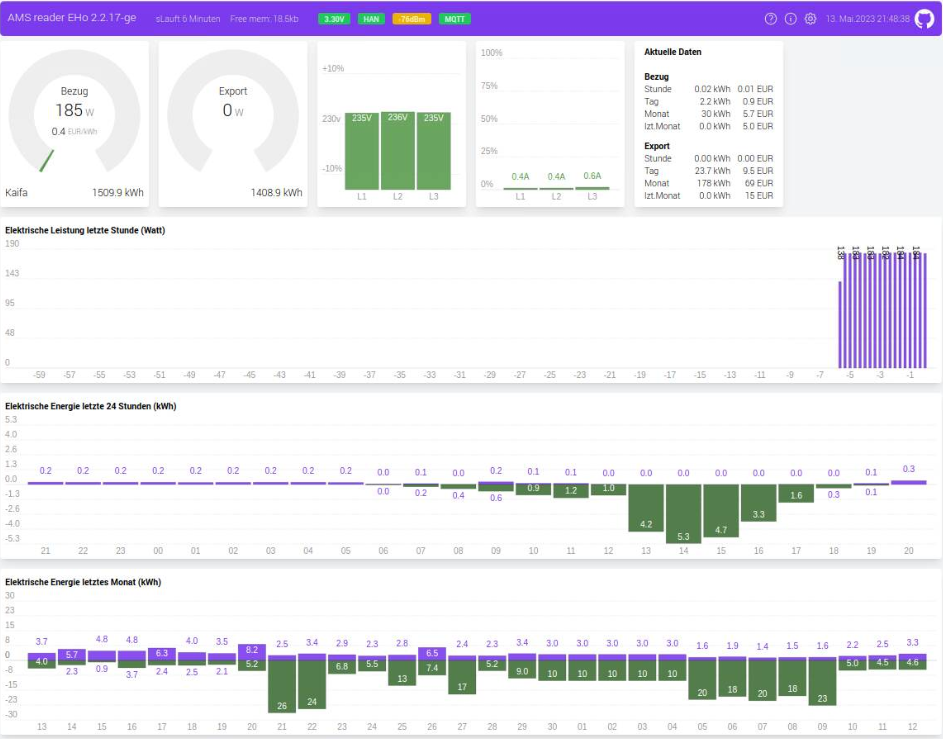 AMS reader EHo 2.2.17-ge sLauft 6 Minuten Free mem: 18.5kb 3.30V HAN -76dBm MQTT 13. Mai.2023 21:48:38
Bezug
185 W
0.4 EUR/kWh
Kaifa 1509.9 kWh
Export
0 W
1408.9 kWh
+10%
230v 235V 236V 235V
-10%
L1 L2 L3
100%
75%
50%
25%
0% 0.4A 0.4A 0.6A
L1 L2 L3
Aktuelle Daten
Bezug
Stunde 0.02 kWh 0.01 EUR
Tag 2.2 kWh 0.9 EUR
Monat 30 kWh 5.7 EUR
lzt.Monat 0.0 kWh 5.0 EUR
Export
Stunde 0.00 kWh 0.00 EUR
Tag 23.7 kWh 9.5 EUR
Monat 178 kWh 69 EUR
lzt.Monat 0.0 kWh 15 EUR
Elektrische Leistung letzte Stunde (Watt)
190
143
95
48
0
-59 -57 -55 -53 -51 -49 -47 -45 -43 -41 -39 -37 -35 -33 -31 -29 -27 -25 -23 -21 -19 -17 -15 -13 -11 -9 -7 -5 -3 -1
Elektrische Energie letzte 24 Stunden (kWh)
5.3
4.0
2.6
1.3
0.0
-1.3
-2.6
-4.0
-5.3
0.2 0.2 0.2 0.2 0.2 0.2 0.2 0.2 0.2 0.0 0.1 0.0 0.2 0.1 0.1 0.0 0.0 0.0 0.0 0.0 0.0 0.0 0.1 0.3
0.0 0.2 0.4 0.6 0.9 1.2 1.0 4.2 5.3 4.7 3.3 1.6 0.3 0.1
21 22 23 00 01 02 03 04 05 06 07 08 09 10 11 12 13 14 15 16 17 18 19 20
Elektrische Energie letztes Monat (kWh)
30
23
15
8
0
-8
-15
-23
-30
3.7 5.7 4.8 4.8 6.3 4.0 3.5 8.2 2.5 3.4 2.9 2.3 2.8 6.5 2.4 2.3 3.4 3.0 3.0 3.0 3.0 3.0 1.6 1.9 1.4 1.5 1.6 2.2 2.5 3.3
4.0 2.3 0.9 3.7 2.4 2.5 2.1 5.2 26 24 6.8 5.5 13 7.4 17 5.2 9.0 10 10 10 10 10 20 18 20 18 23 5.0 4.5 4.6
13 14 15 16 17 18 19 20 21 22 23 24 25 26 27 28 29 30 01 02 03 04 05 06 07 08 09 10 11 12